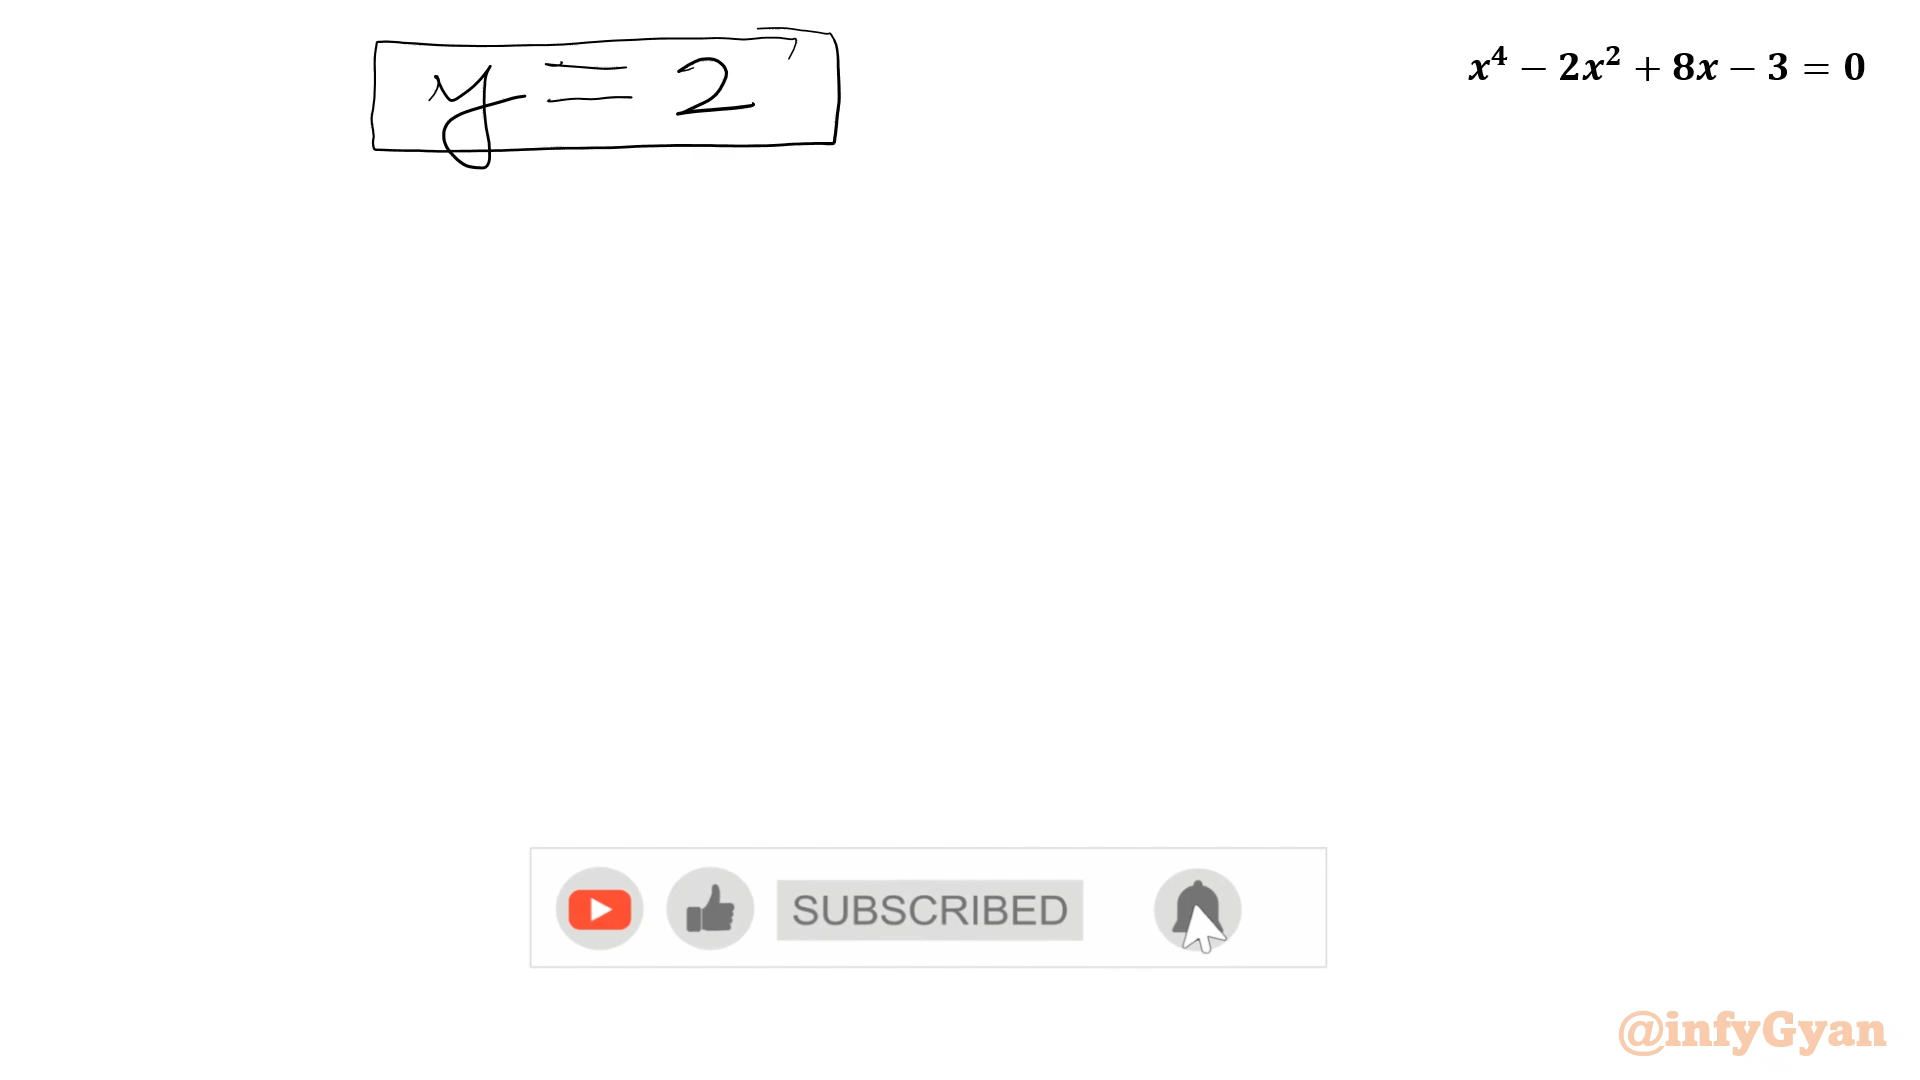 y = 2
x⁴ − 2x² + 8x − 3 = 0
SUBSCRIBED
@infyGyan